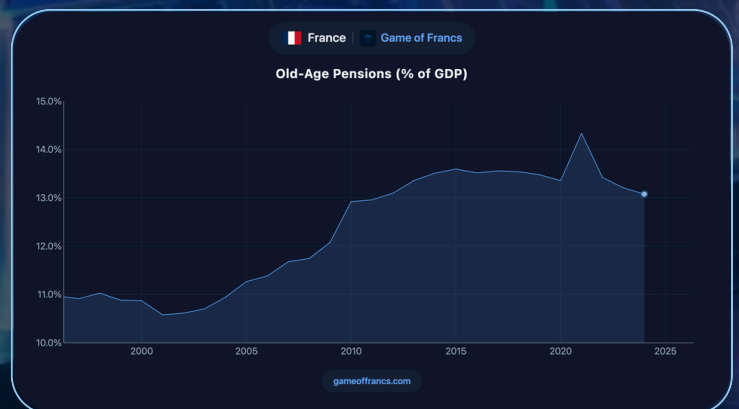 France | Game of Francs
Old-Age Pensions (% of GDP)
15.0%
14.0%
13.0%
12.0%
11.0%
10.0%
2000 2005 2010 2015 2020 2025
gameoffrancs.com